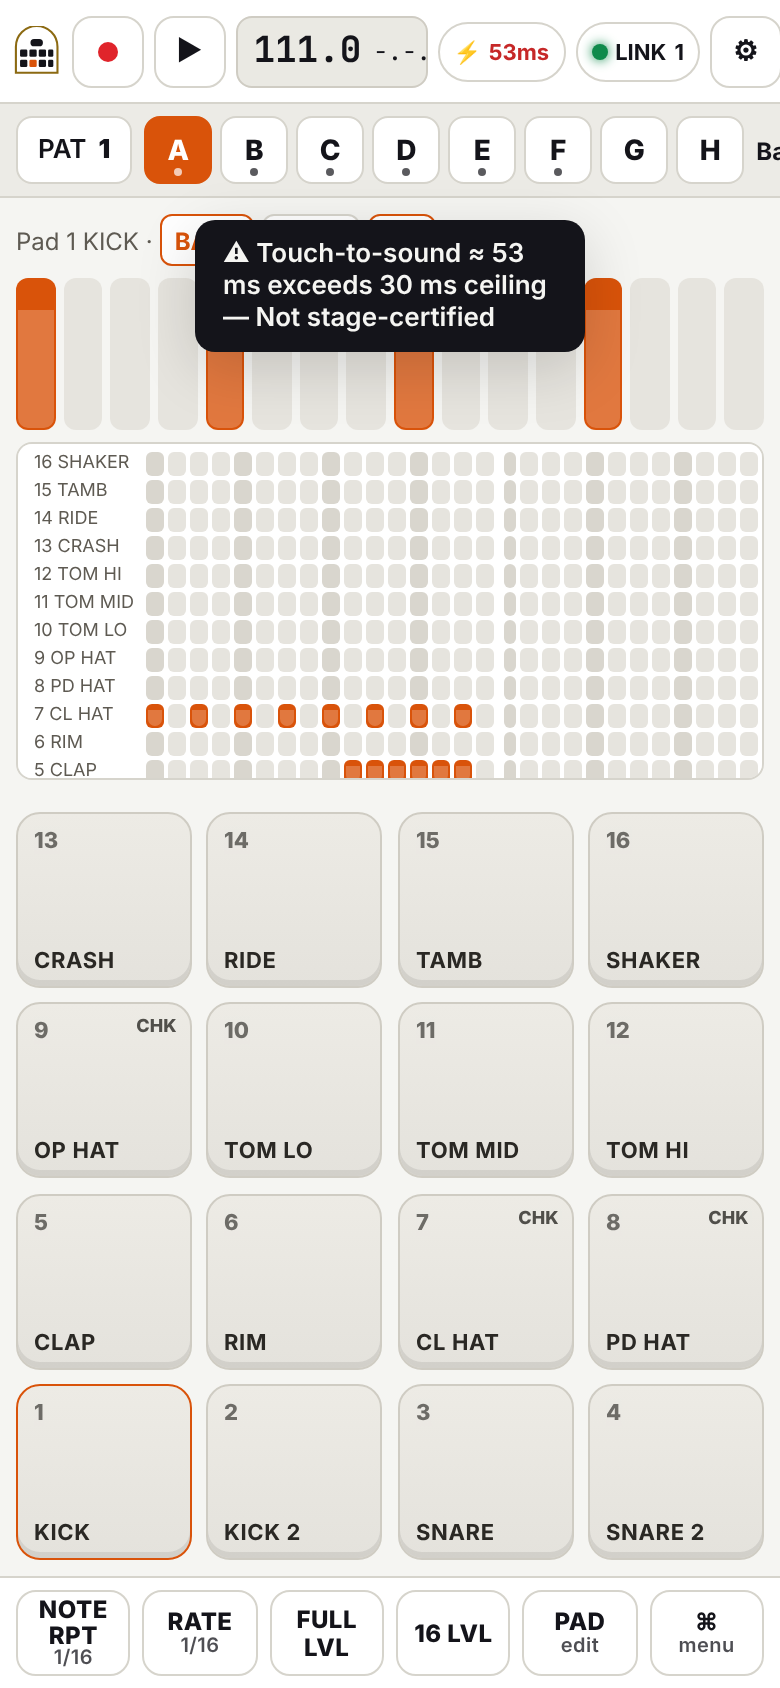 111.0 -.-.
⚡ 53ms
LINK 1
⚙
PAT 1
A B C D E F G H
Pad 1 KICK ·
⚠ Touch-to-sound ≈ 53
ms exceeds 30 ms ceiling
— Not stage-certified
16 SHAKER
15 TAMB
14 RIDE
13 CRASH
12 TOM HI
11 TOM MID
10 TOM LO
9 OP HAT
8 PD HAT
7 CL HAT
6 RIM
5 CLAP
13 14 15 16
CRASH RIDE TAMB SHAKER
9 CHK 10 11 12
OP HAT TOM LO TOM MID TOM HI
5 6 7 CHK 8 CHK
CLAP RIM CL HAT PD HAT
1 2 3 4
KICK KICK 2 SNARE SNARE 2
NOTE
RPT
1/16
RATE
1/16
FULL
LVL
16 LVL
PAD
edit
⌘
menu